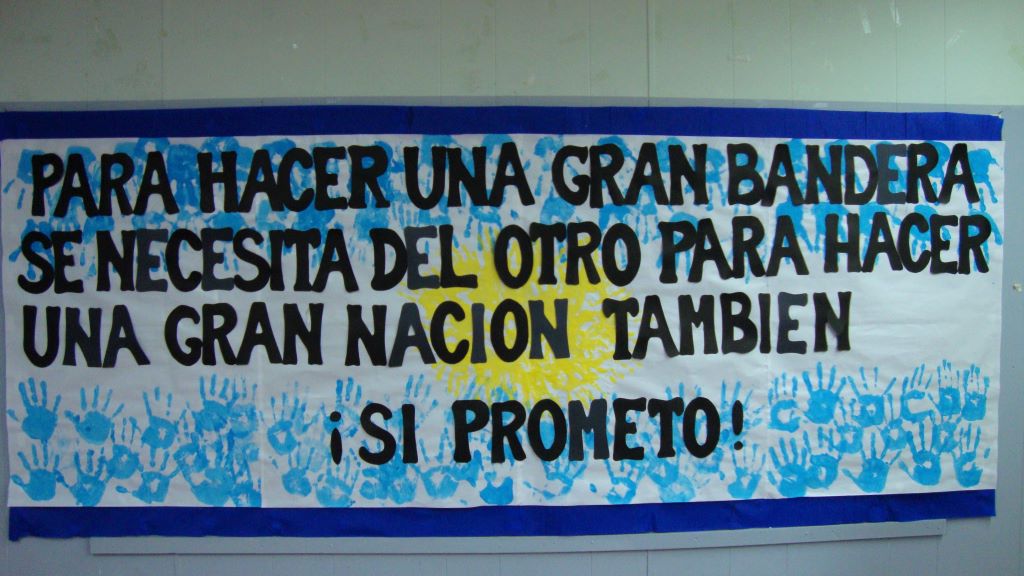 PARA HACER UNA GRAN BANDERA
SE NECESITA DEL OTRO PARA HACER
UNA GRAN NACION TAMBIEN
¡SI PROMETO!